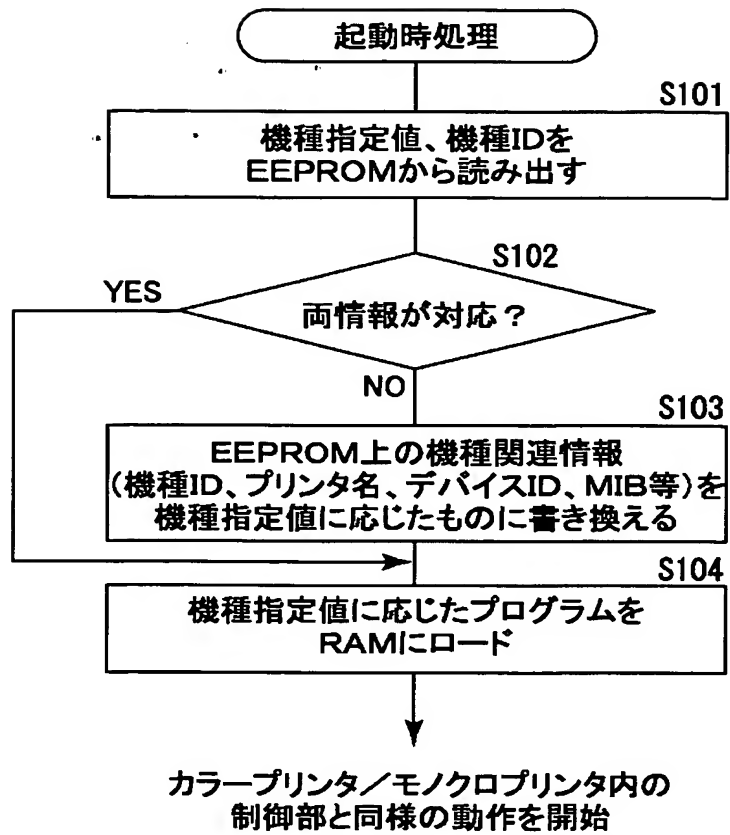 起動時処理
S101
機種指定値、機種IDを
EEPROMから読み出す
S102
YES
両情報が対応？
NO
S103
EEPROM上の機種関連情報
（機種ID、プリンタ名、デバイスID、MIB等）を
機種指定値に応じたものに書き換える
S104
機種指定値に応じたプログラムを
RAMにロード
カラープリンタ／モノクロプリンタ内の
制御部と同様の動作を開始